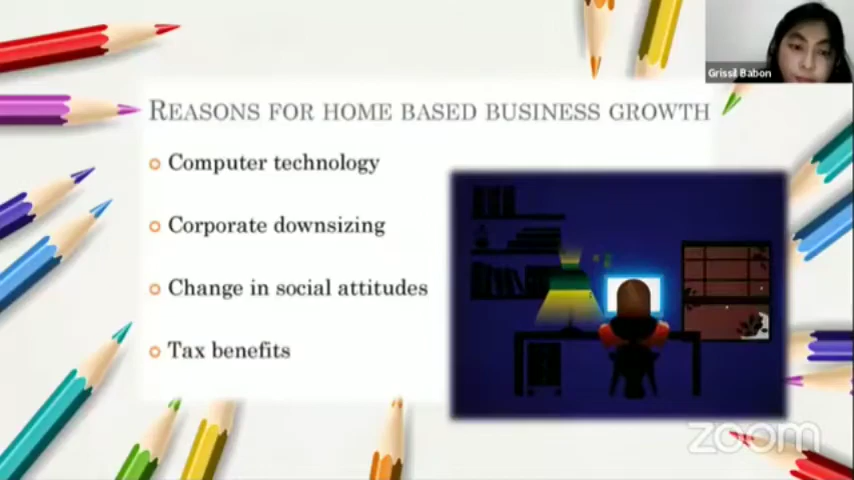 Grissil Babon
REASONS FOR HOME BASED BUSINESS GROWTH
Computer technology
Corporate downsizing
Change in social attitudes
Tax benefits
zoom